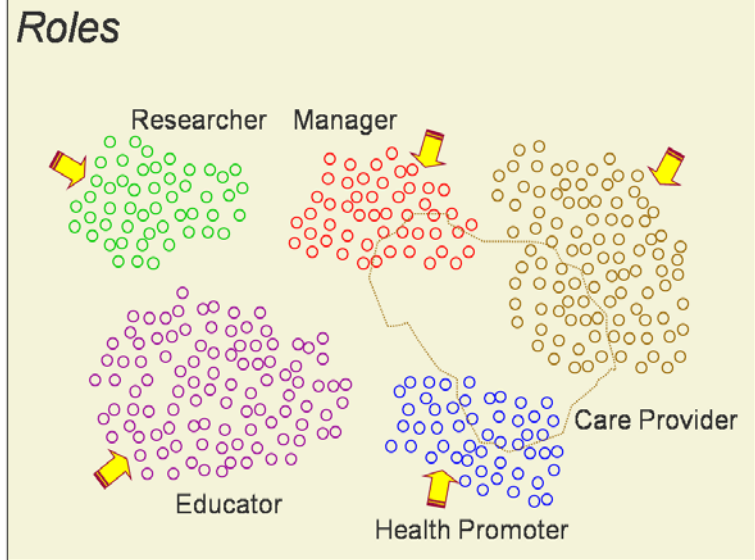 Roles
Researcher
Manager
Care Provider
Educator
Health Promoter